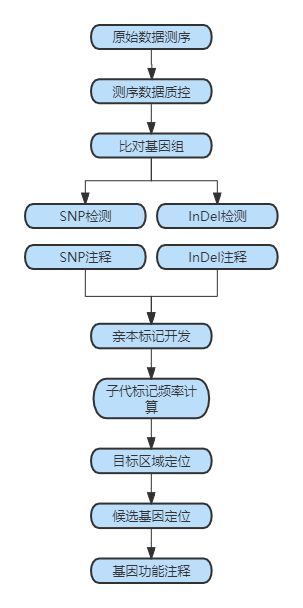 原始数据测序
测序数据质控
比对基因组
SNP检测
InDel检测
SNP注释
InDel注释
亲本标记开发
子代标记频率计
算
目标区域定位
候选基因定位
基因功能注释